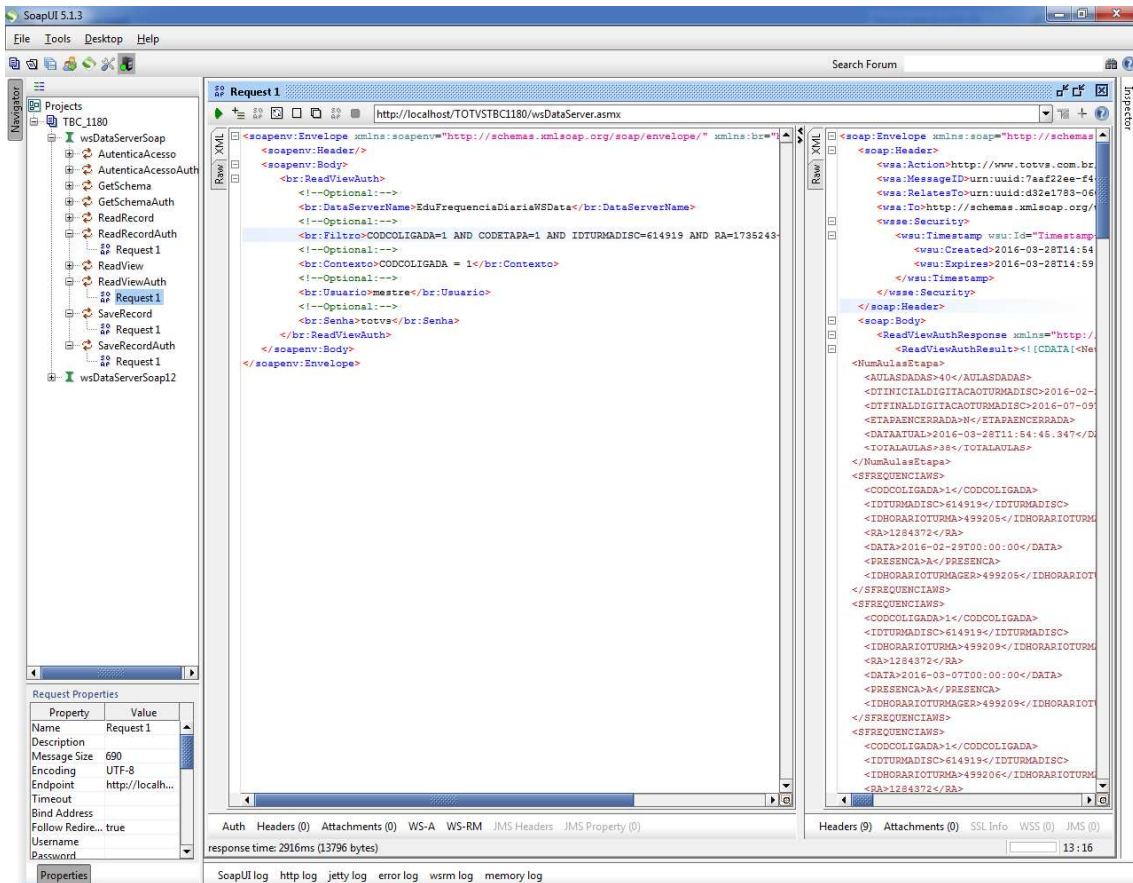 SoapUI 5.1.3
File Tools Desktop Help
Search Forum
Navigator
Projects
TBC_1180
wsDataServerSoap
AutenticaAcesso
AutenticaAcessoAuth
GetSchema
GetSchemaAuth
ReadRecord
ReadRecordAuth
Request 1
ReadView
ReadViewAuth
Request 1
SaveRecord
Request 1
SaveRecordAuth
Request 1
wsDataServerSoap12
Request Properties
Property Value
Name Request 1
Description
Message Size 690
Encoding UTF-8
Endpoint http://localh...
Timeout
Bind Address
Follow Redire... true
Username
Password
Properties
Request 1
http://localhost/TOTVSTBC1180/wsDataServer.asmx
XML
Raw
<soapenv:Envelope xmlns:soapenv="http://schemas.xmlsoap.org/soap/envelope/" xmlns:br="
<soapenv:Header/>
<soapenv:Body>
<br:ReadViewAuth>
<!--Optional:-->
<br:DataServerName>EduFrequenciaDiariaWSData</br:DataServerName>
<!--Optional:-->
<br:Filtro>CODCOLIGADA=1 AND CODETAPA=1 AND IDTURMADISC=614919 AND RA=1735243
<!--Optional:-->
<br:Contexto>CODCOLIGADA = 1</br:Contexto>
<!--Optional:-->
<br:Usuario>mestre</br:Usuario>
<!--Optional:-->
<br:Senha>totvs</br:Senha>
</br:ReadViewAuth>
</soapenv:Body>
</soapenv:Envelope>
Auth Headers (0) Attachments (0) WS-A WS-RM JMS Headers JMS Property (0)
response time: 2916ms (13796 bytes)
XML
Raw
<soap:Envelope xmlns:soap="http://schemas
<soap:Header>
<wsa:Action>http://www.totvs.com.br,
<wsa:MessageID>urn:uuid:7aaf22ee-f4
<wsa:RelatesTo>urn:uuid:d32e1783-06
<wsa:To>http://schemas.xmlsoap.org/
<wsse:Security>
<wsu:Timestamp wsu:Id="Timestamp
<wsu:Created>2016-03-28T14:54
<wsu:Expires>2016-03-28T14:59
</wsu:Timestamp>
</wsse:Security>
</soap:Header>
<soap:Body>
<ReadViewAuthResponse xmlns="http:/
<ReadViewAuthResult><![CDATA[<Ne
<NumAulasEtapa>
<AULASDADAS>40</AULASDADAS>
<DTINICIALDIGITACAOTURMADISC>2016-02-
<DTFINALDIGITACAOTURMADISC>2016-07-09
<ETAPAENCERRADA>N</ETAPAENCERRADA>
<DATAATUAL>2016-03-28T11:54:45.347</D
<TOTALAULAS>38</TOTALAULAS>
</NumAulasEtapa>
<SFREQUENCIAWS>
<CODCOLIGADA>1</CODCOLIGADA>
<IDTURMADISC>614919</IDTURMADISC>
<IDHORARIOTURMA>499205</IDHORARIOTURM
<RA>1284372</RA>
<DATA>2016-02-29T00:00:00</DATA>
<PRESENCA>A</PRESENCA>
<IDHORARIOTURMAGER>499205</IDHORARIOT
</SFREQUENCIAWS>
<SFREQUENCIAWS>
<CODCOLIGADA>1</CODCOLIGADA>
<IDTURMADISC>614919</IDTURMADISC>
<IDHORARIOTURMA>499209</IDHORARIOTURM
<RA>1284372</RA>
<DATA>2016-03-07T00:00:00</DATA>
<PRESENCA>A</PRESENCA>
<IDHORARIOTURMAGER>499209</IDHORARIOT
</SFREQUENCIAWS>
<SFREQUENCIAWS>
<CODCOLIGADA>1</CODCOLIGADA>
<IDTURMADISC>614919</IDTURMADISC>
<IDHORARIOTURMA>499206</IDHORARIOTURM
<RA>1284372</RA>
Headers (9) Attachments (0) SSL Info WSS (0) JMS (0)
13 : 16
Inspector
SoapUI log http log jetty log error log wsrm log memory log